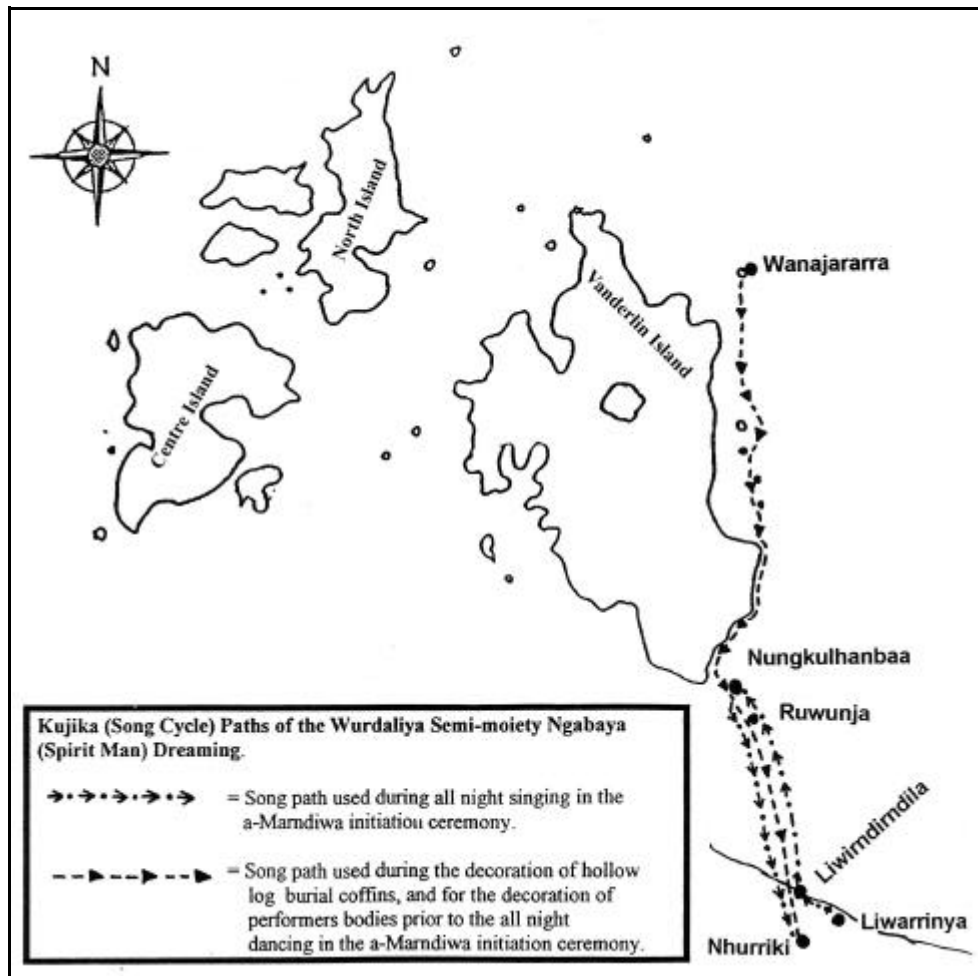 N
North Island
Wanajararra
Vanderlin Island
Centre Island
Nungkulhanbaa
Ruwunja
Kujika (Song Cycle) Paths of the Wurdaliya Semi-moiety Ngabaya
(Spirit Man) Dreaming.
= Song path used during all night singing in the
a-Marndiwa initiation ceremony.
= Song path used during the decoration of hollow
log burial coffins, and for the decoration of
performers bodies prior to the all night
dancing in the a-Marndiwa initiation ceremony.
Liwirndirndila
Liwarrinya
Nhurriki